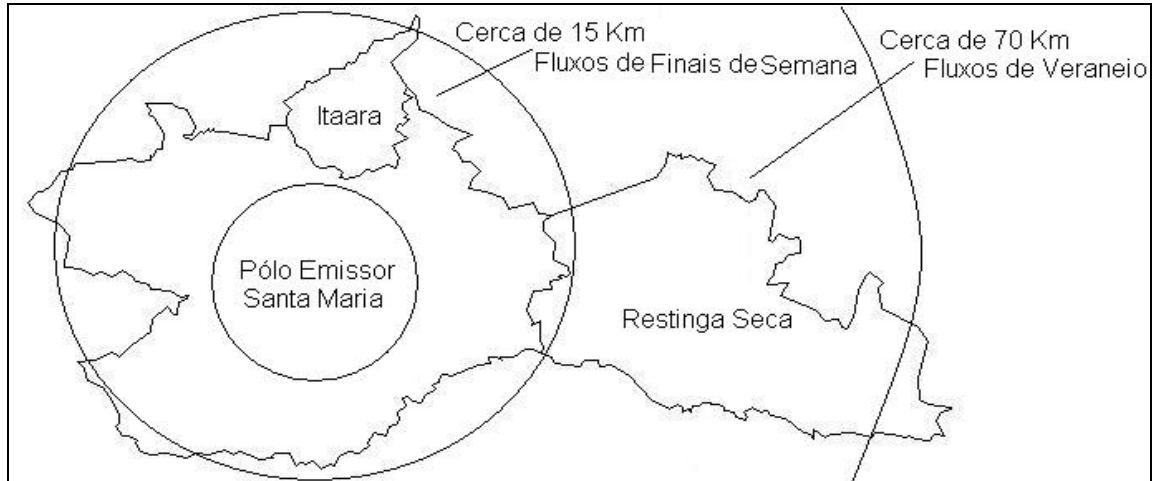 Cerca de 15 Km
Fluxos de Finais de Semana
Cerca de 70 Km
Fluxos de Veraneio
Itaara
Pólo Emissor
Santa Maria
Restinga Seca